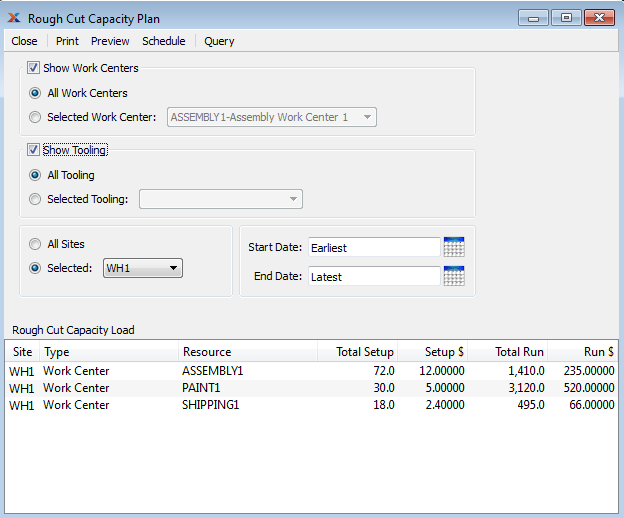 Rough Cut Capacity Plan
Close Print Preview Schedule Query
Show Work Centers
All Work Centers
Selected Work Center: ASSEMBLY1-Assembly Work Center 1
Show Tooling
All Tooling
Selected Tooling:
All Sites
Selected: WH1
Start Date: Earliest
End Date: Latest
Rough Cut Capacity Load
Site Type Resource Total Setup Setup $ Total Run Run $
WH1 Work Center ASSEMBLY1 72.0 12.00000 1,410.0 235.00000
WH1 Work Center PAINT1 30.0 5.00000 3,120.0 520.00000
WH1 Work Center SHIPPING1 18.0 2.40000 495.0 66.00000